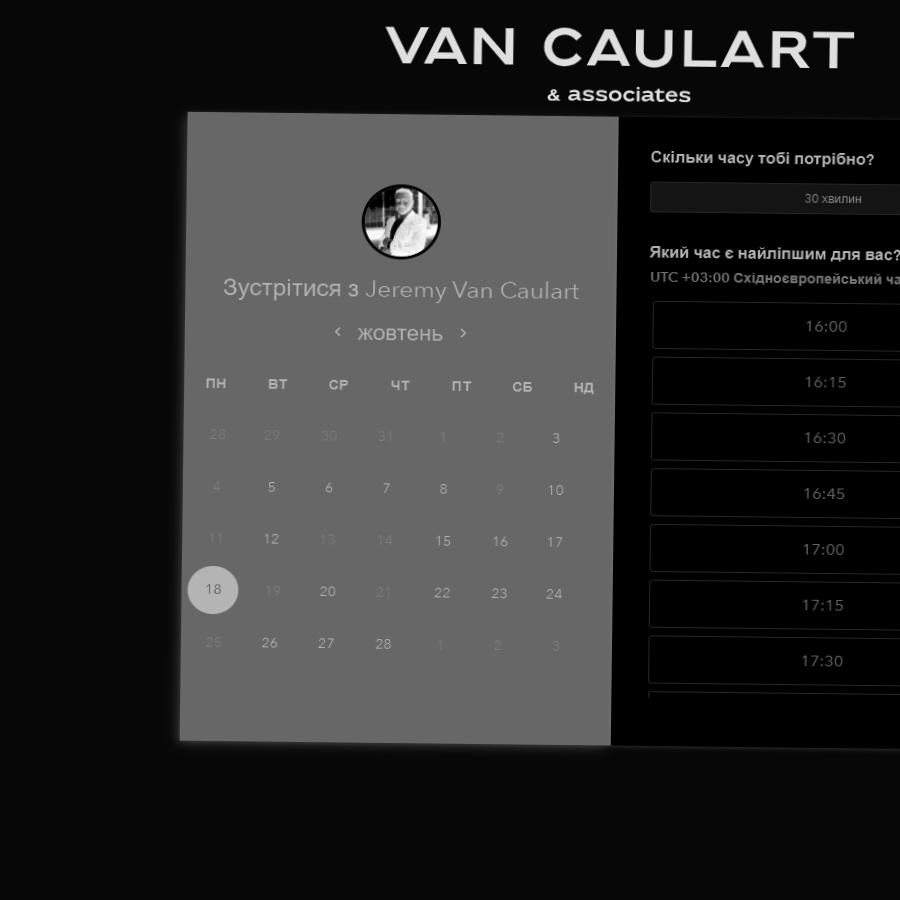 VAN CAULART
& associates
Зустрітися з Jeremy Van Caulart
жовтень
ПН ВТ СР ЧТ ПТ СБ НД
28 29 30 31 1 2 3
4 5 6 7 8 9 10
11 12 13 14 15 16 17
18 19 20 21 22 23 24
25 26 27 28 1 2 3
Скільки часу тобі потрібно?
30 хвилин
Який час є найліпшим для вас?
UTC +03:00 Східноєвропейський
16:00
16:15
16:30
16:45
17:00
17:15
17:30